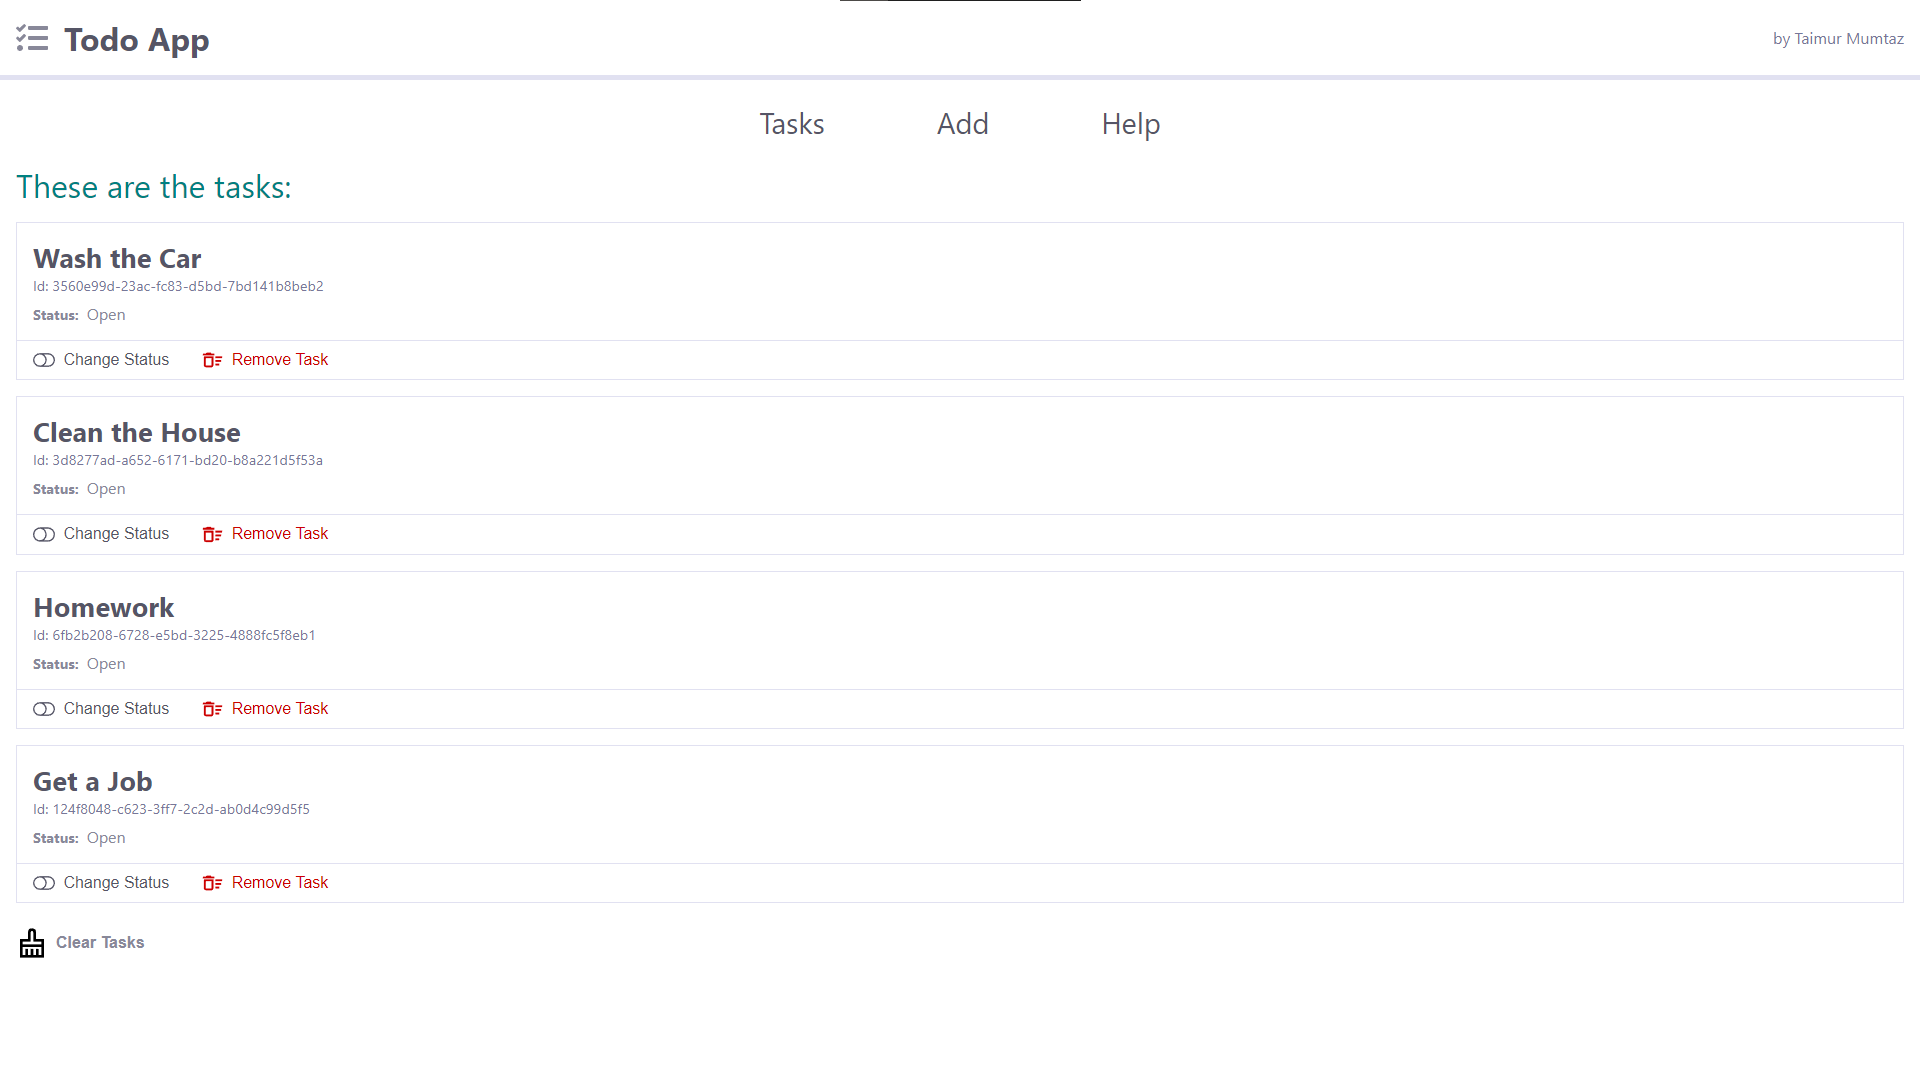 Todo App
by Taimur Mumtaz
Tasks Add Help
These are the tasks:
Wash the Car
Id: 3560e99d-23ac-fc83-d5bd-7bd141b8beb2
Status: Open
Change Status Remove Task
Clean the House
Id: 3d8277ad-a652-6171-bd20-b8a221d5f53a
Status: Open
Change Status Remove Task
Homework
Id: 6fb2b208-6728-e5bd-3225-4888fc5f8eb1
Status: Open
Change Status Remove Task
Get a Job
Id: 124f8048-c623-3ff7-2c2d-ab0d4c99d5f5
Status: Open
Change Status Remove Task
Clear Tasks